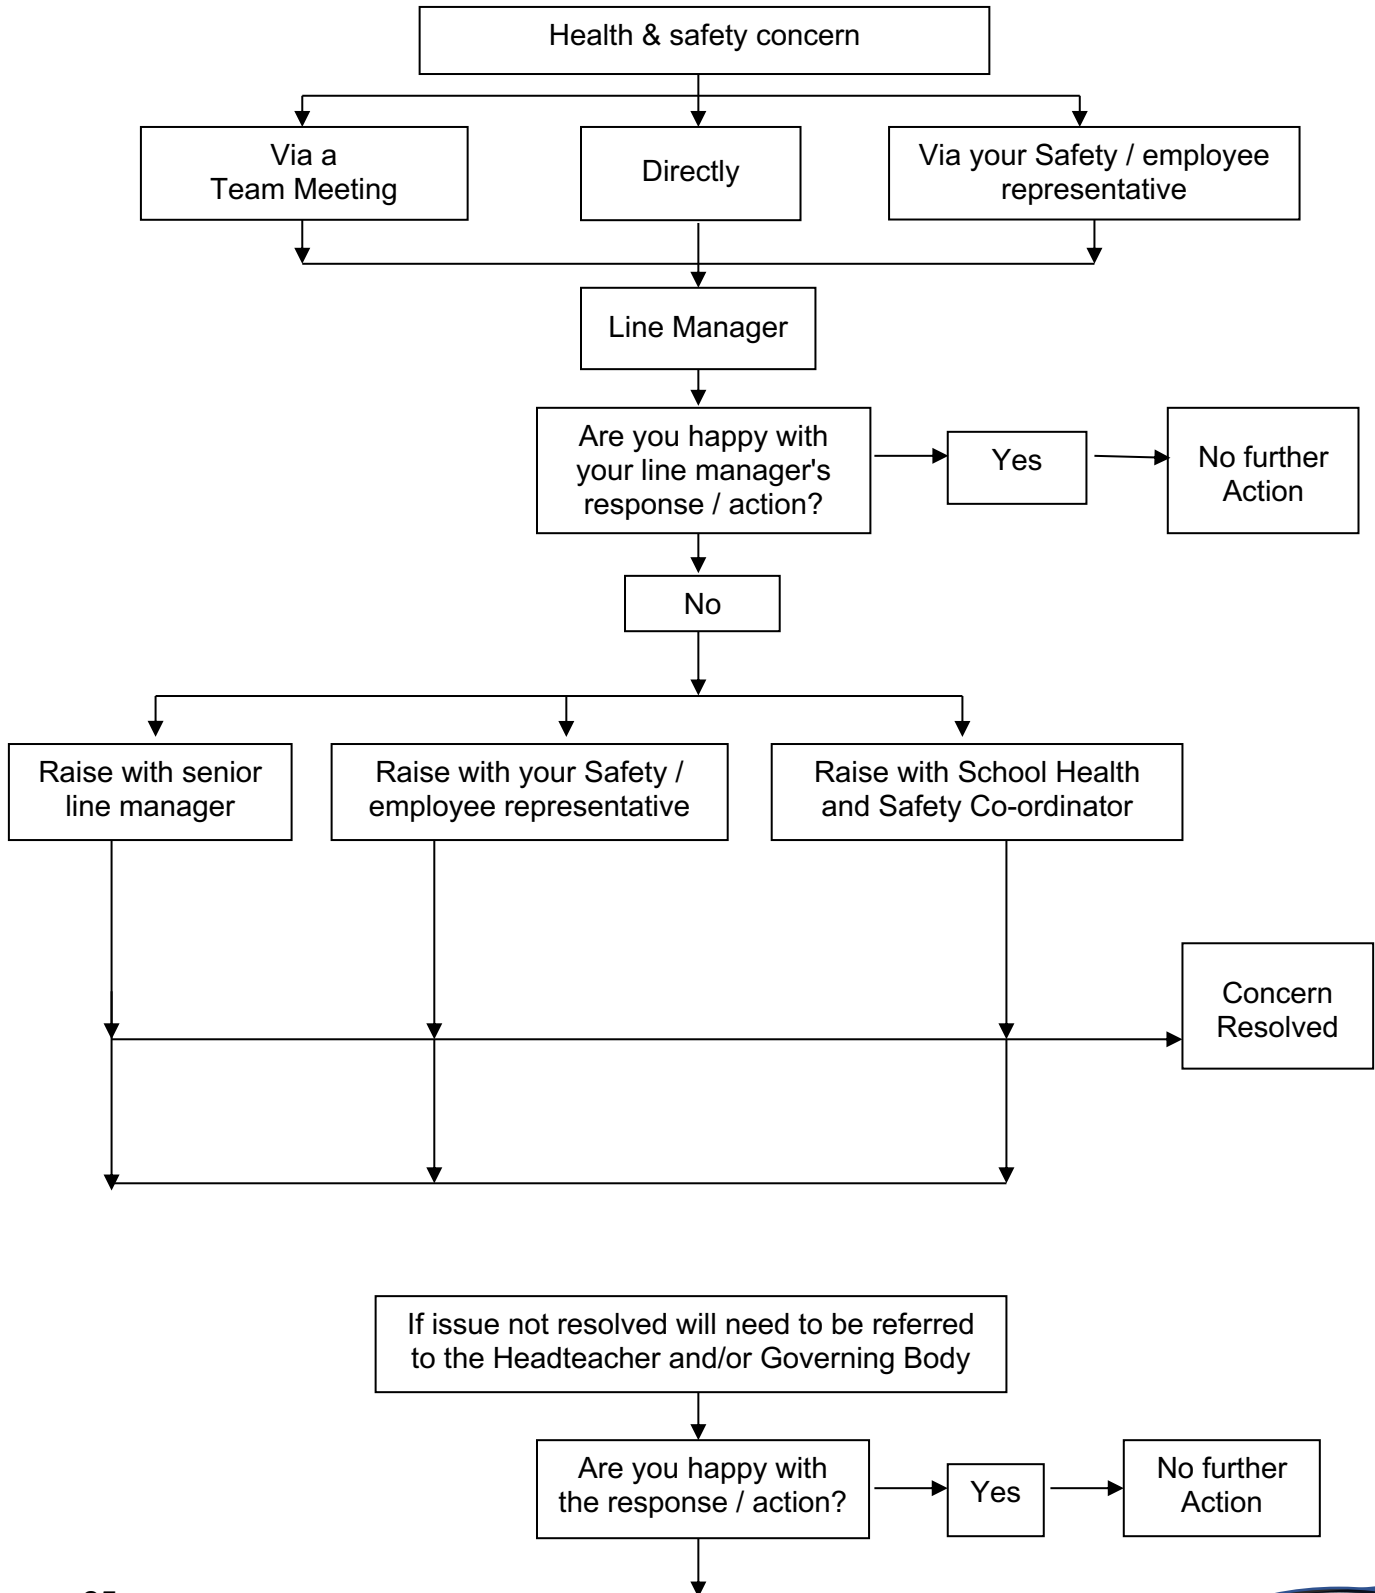 Health & safety concern
Via a
Team Meeting
Directly
Via your Safety / employee
representative
Line Manager
Are you happy with
your line manager's
response / action?
Yes
No further
Action
No
Raise with senior
line manager
Raise with your Safety /
employee representative
Raise with School Health
and Safety Co-ordinator
Concern
Resolved
If issue not resolved will need to be referred
to the Headteacher and/or Governing Body
Are you happy with
the response / action?
Yes
No further
Action